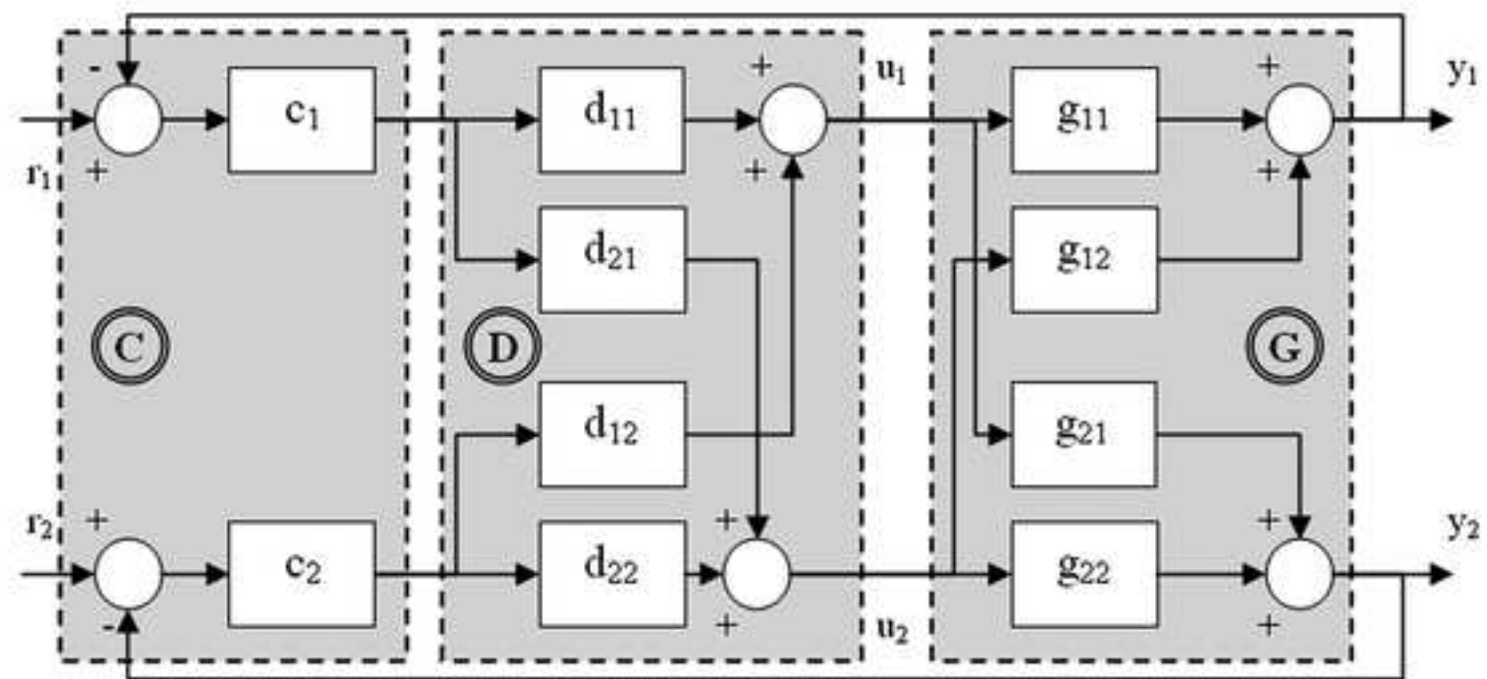 -
+
+
u₁
y₁
c₁
d₁₁
g₁₁
r₁
+
+
+
d₂₁
g₁₂
C
D
G
d₁₂
g₂₁
r₂
+
+
+
y₂
c₂
d₂₂
g₂₂
-
+
u₂
+